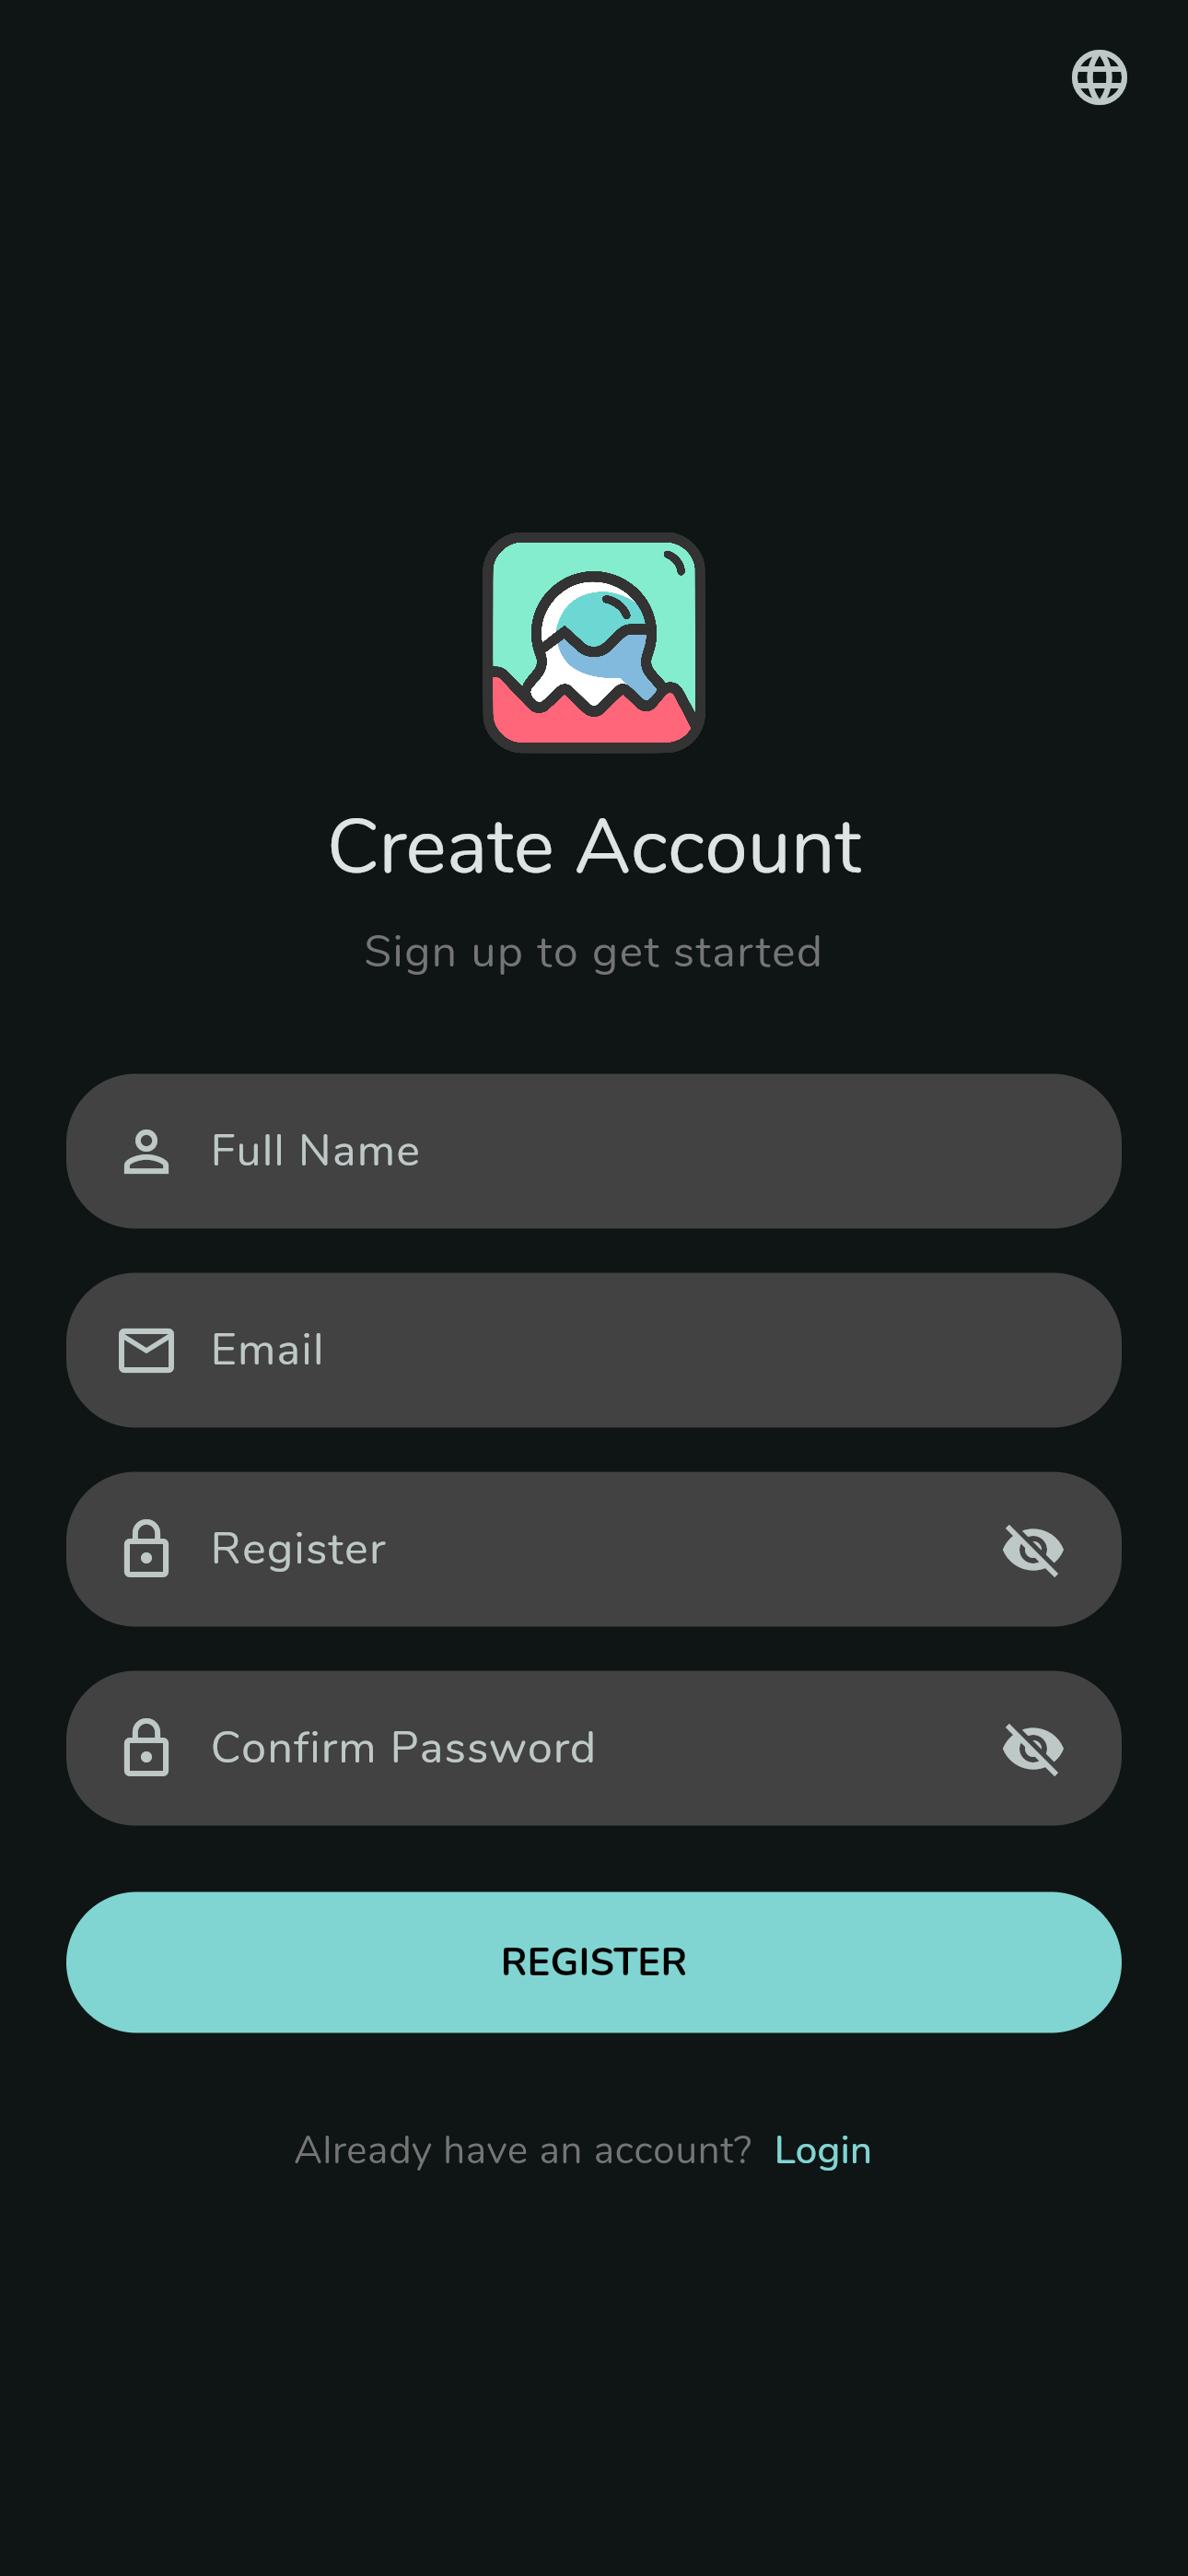 Create Account
Sign up to get started
Full Name
Email
Register
Confirm Password
REGISTER
Already have an account? Login